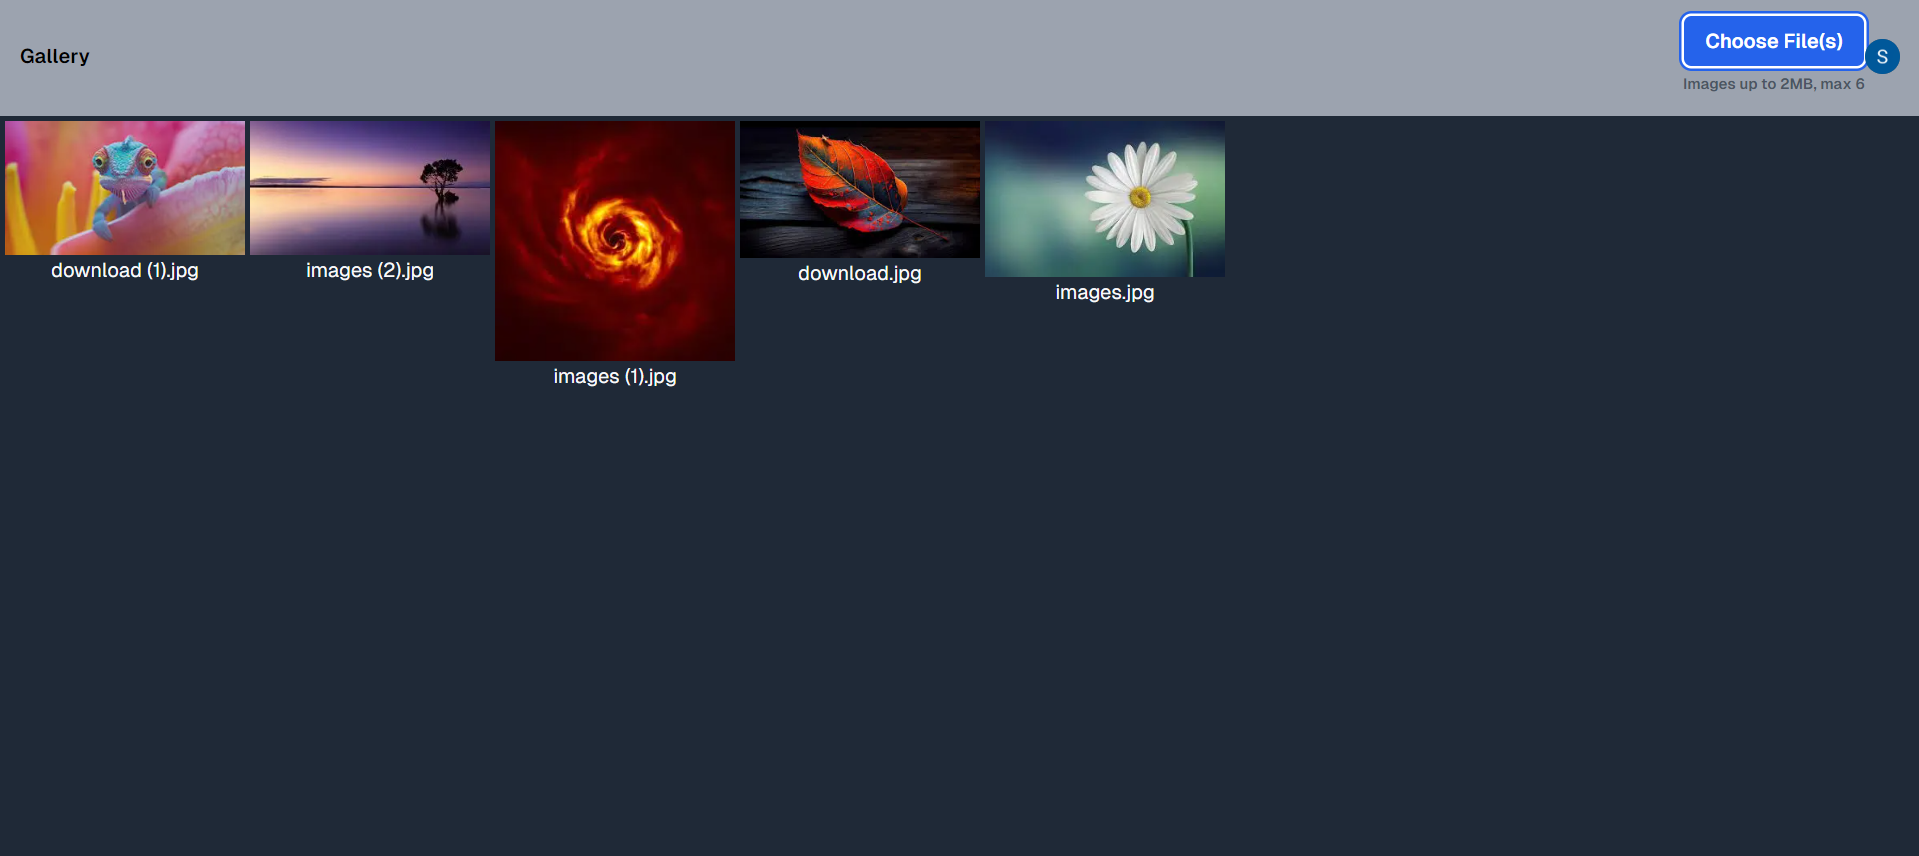 Gallery
Choose File(s)
S
Images up to 2MB, max 6
download (1).jpg
images (2).jpg
images (1).jpg
download.jpg
images.jpg